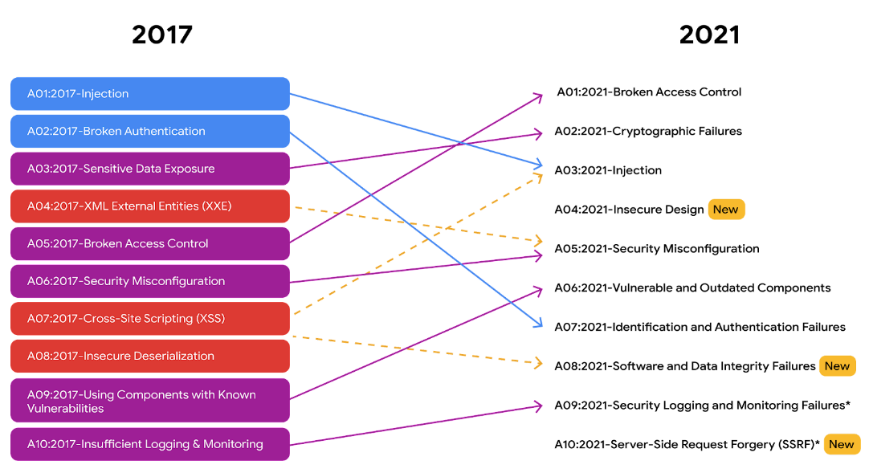 2017
A01:2017-Injection
A02:2017-Broken Authentication
A03:2017-Sensitive Data Exposure
A04:2017-XML External Entities (XXE)
A05:2017-Broken Access Control
A06:2017-Security Misconfiguration
A07:2017-Cross-Site Scripting (XSS)
A08:2017-Insecure Deserialization
A09:2017-Using Components with Known
Vulnerabilities
A10:2017-Insufficient Logging & Monitoring
2021
A01:2021-Broken Access Control
A02:2021-Cryptographic Failures
A03:2021-Injection
A04:2021-Insecure Design New
A05:2021-Security Misconfiguration
A06:2021-Vulnerable and Outdated Components
A07:2021-Identification and Authentication Failures
A08:2021-Software and Data Integrity Failures New
A09:2021-Security Logging and Monitoring Failures*
A10:2021-Server-Side Request Forgery (SSRF)* New